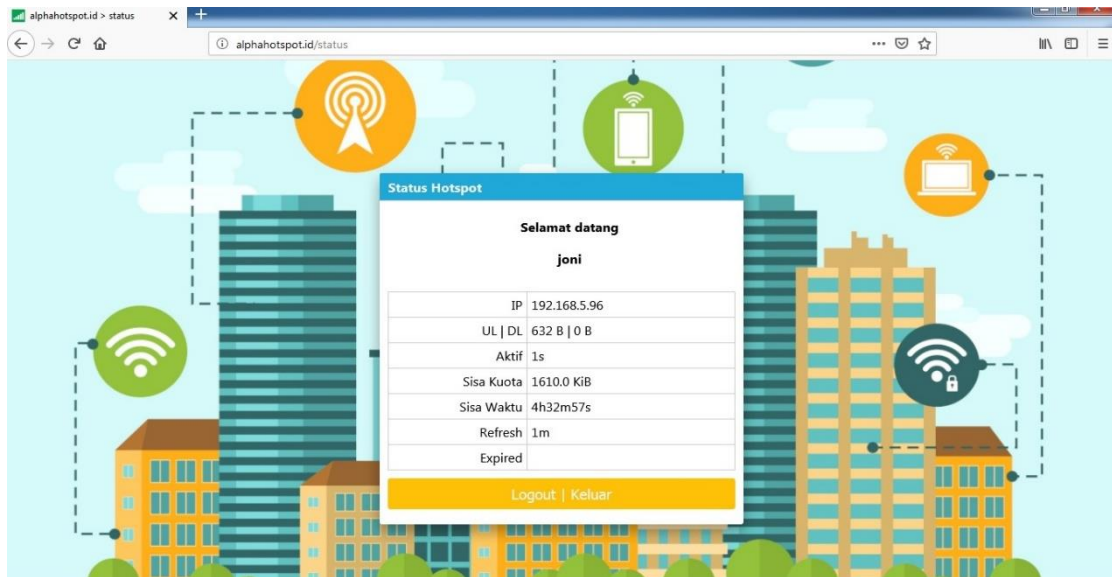 alphahotspot.id > status
alphahotspot.id/status
Status Hotspot
Selamat datang
joni
IP 192.168.5.96
UL | DL 632 B | 0 B
Aktif 1s
Sisa Kuota 1610.0 KiB
Sisa Waktu 4h32m57s
Refresh 1m
Expired
Logout | Keluar